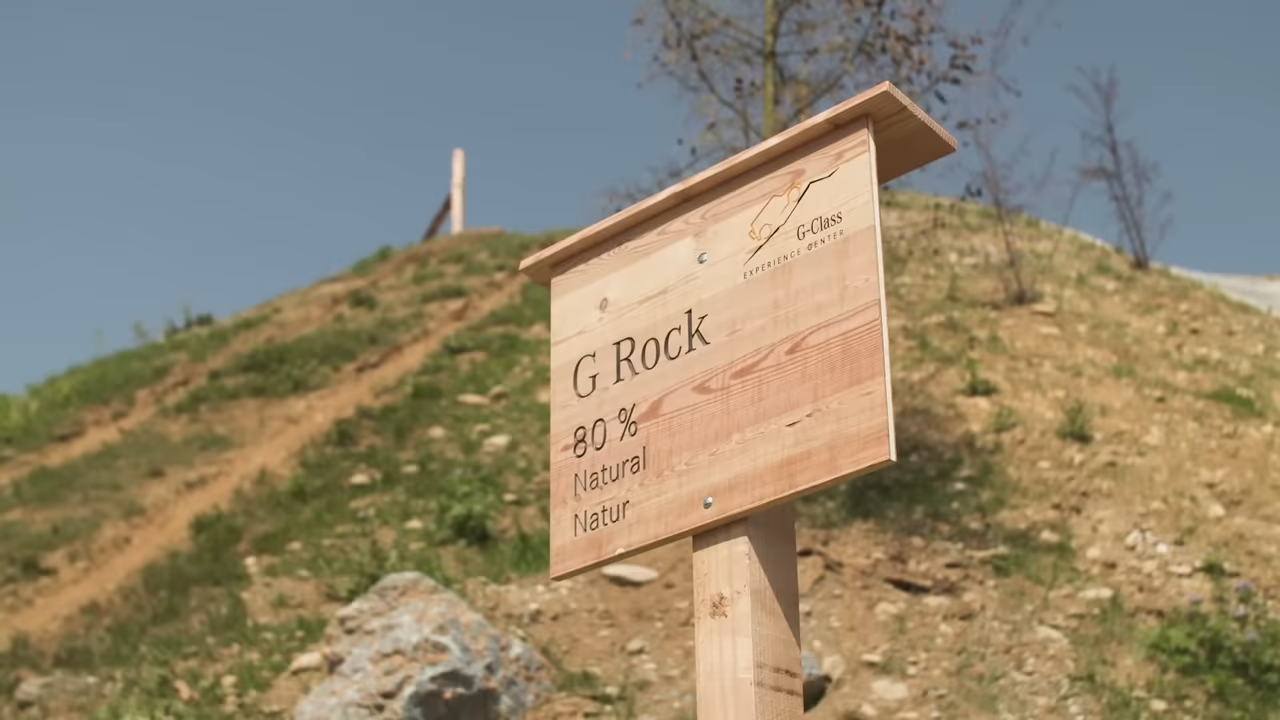 G-Class
EXPERIENCE CENTER
G Rock
80 %
Natural
Natur